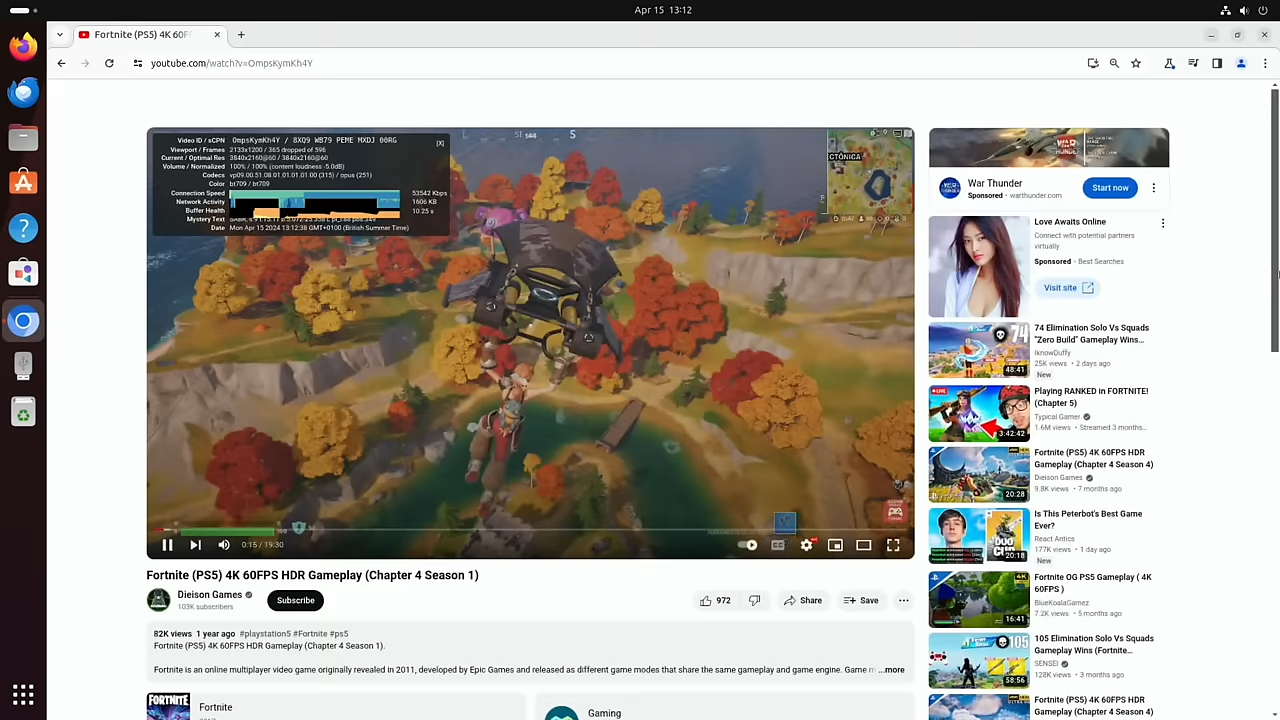 Apr 15 13:12
Fortnite (PS5) 4K 60F
youtube.com/watch?v=OmpsKymKh4Y
Video ID / sCPN OmpsKymKh4Y / 8XQ9 WB79 PEME MXDJ 00RG
[X]
Viewport / Frames 2133x1200 / 365 dropped of 596
Current / Optimal Res 3840x2160@60 / 3840x2160@60
Volume / Normalized 100% / 100% (content loudness -5.0dB)
Codecs vp09.00.51.08.01.01.01.01.00 (315) / opus (251)
Color bt709 / bt709
Connection Speed 53542 Kbps
Network Activity 1606 KB
Buffer Health 10.25 s
Mystery Text
Date Mon Apr 15 2024 13:12:38 GMT+0100 (British Summer Time)
SE 144 S
CTÓNICA
0:15 / 19:30
Fortnite (PS5) 4K 60FPS HDR Gameplay (Chapter 4 Season 1)
Dieison Games
103K subscribers
Subscribe
972
Share
Save
82K views 1 year ago #playstation5 #Fortnite #ps5
Fortnite (PS5) 4K 60FPS HDR Gameplay (Chapter 4 Season 1).
Fortnite is an online multiplayer video game originally revealed in 2011, developed by Epic Games and released as different game modes that share the same gameplay and game engine. Game m ...more
FORTNITE
Fortnite
Gaming
War Thunder
Sponsored · warthunder.com
Start now
Love Awaits Online
Connect with potential partners
virtually
Sponsored · Best Searches
Visit site
74
48:41
74 Elimination Solo Vs Squads
"Zero Build" Gameplay Wins...
IknowDuffy
25K views • 2 days ago
New
LIVE
3:42:42
Playing RANKED in FORTNITE!
(Chapter 5)
Typical Gamer
1.6M views • Streamed 3 months...
20:28
Fortnite (PS5) 4K 60FPS HDR
Gameplay (Chapter 4 Season 4)
Dieison Games
9.8K views • 7 months ago
DUO
CUP
20:18
Is This Peterbot's Best Game
Ever?
React Antics
177K views • 1 day ago
New
4K
16:41
Fortnite OG PS5 Gameplay ( 4K
60FPS )
BlueKoalaGamez
7.2K views • 5 months ago
105
58:56
105 Elimination Solo Vs Squads
Gameplay Wins (Fortnite...
SENSEI
128K views • 3 months ago
Fortnite (PS5) 4K 60FPS HDR
Gameplay (Chapter 4 Season 4)